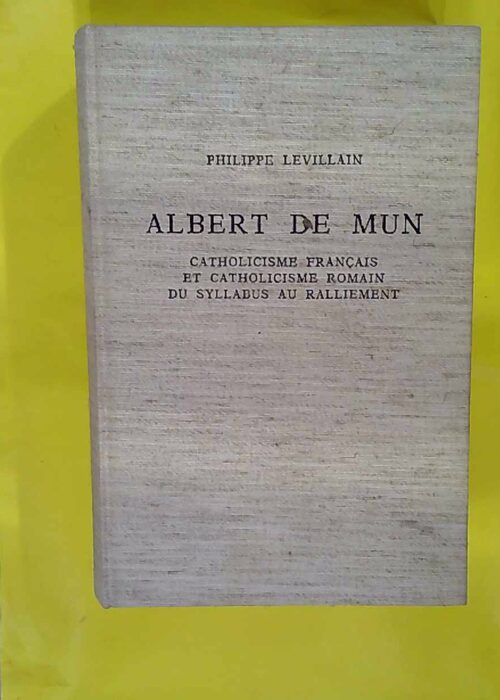 PHILIPPE LEVILLAIN
ALBERT DE MUN
CATHOLICISME FRANÇAIS
ET CATHOLICISME ROMAIN
DU SYLLABUS AU RALLIEMENT